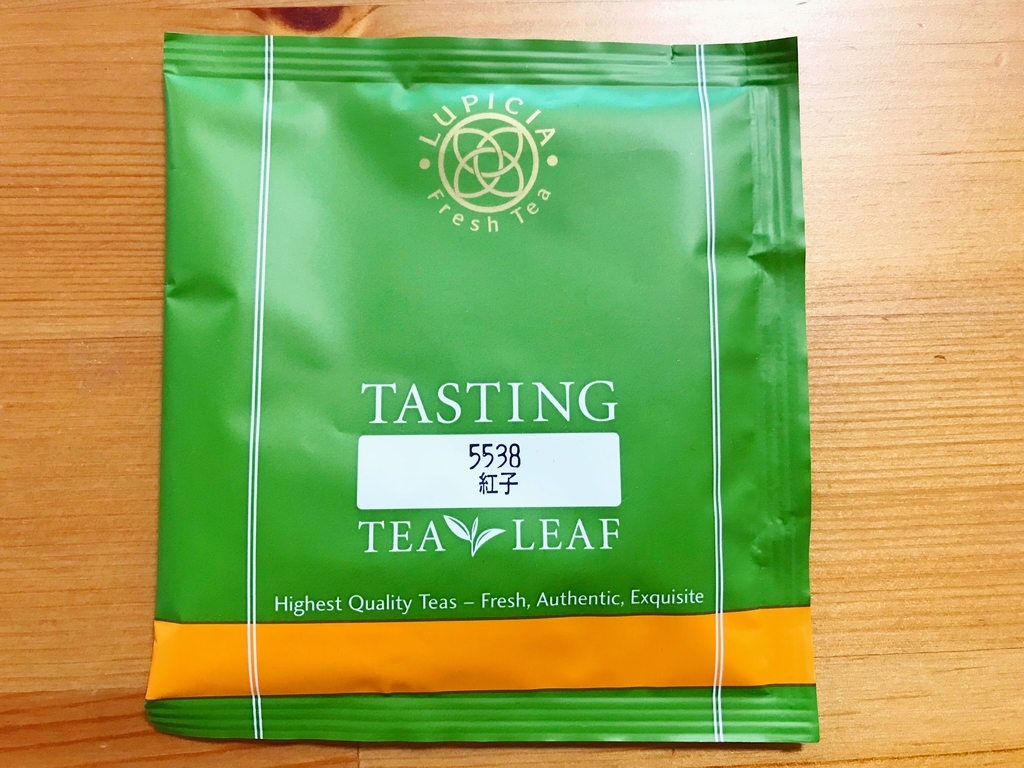 LUPICIA
Fresh Tea
TASTING
5538
紅子
TEA LEAF
Highest Quality Teas – Fresh, Authentic, Exquisite